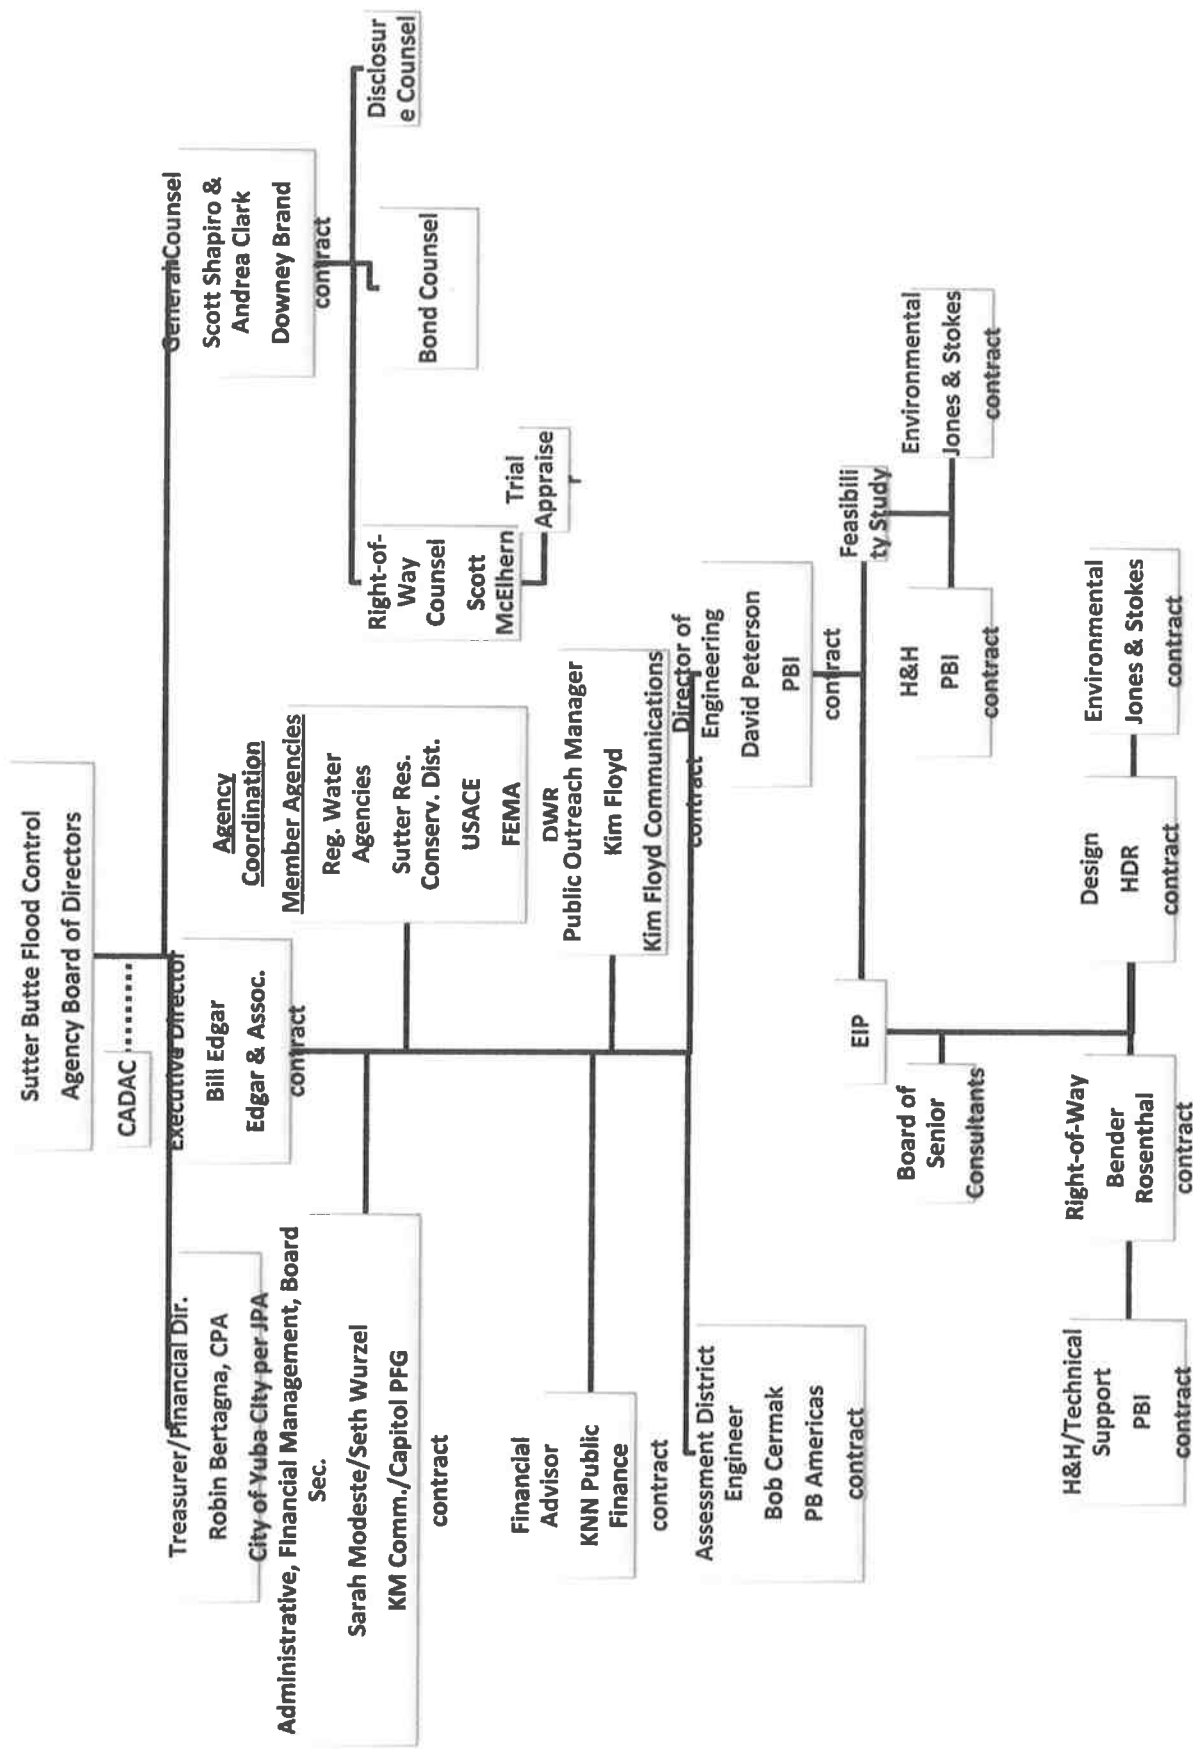 Sutter Butte Flood Control
Agency Board of Directors
CADAC
Treasurer/Financial Dir.
Robin Bertagna, CPA
City of Yuba City per JPA
Executive Director
Bill Edgar
Edgar & Assoc.
contract
General Counsel
Scott Shapiro &
Andrea Clark
Downey Brand
contract
Administrative, Financial Management, Board
Sec.
Sarah Modeste/Seth Wurzel
KM Comm./Capitol PFG
contract
Agency
Coordination
Member Agencies
Reg. Water
Agencies
Sutter Res.
Conserv. Dist.
USACE
FEMA
DWR
Right-of-
Way
Counsel
Scott
McElhern
Trial
Appraise
r
Bond Counsel
Disclosur
e Counsel
Financial
Advisor
KNN Public
Finance
contract
Public Outreach Manager
Kim Floyd
Kim Floyd Communications
contract
Assessment District
Engineer
Bob Cermak
PB Americas
contract
Director of
Engineering
David Peterson
PBI
contract
EIP
Feasibili
ty Study
Board of
Senior
Consultants
H&H
PBI
contract
Environmental
Jones & Stokes
contract
H&H/Technical
Support
PBI
contract
Right-of-Way
Bender
Rosenthal
contract
Design
HDR
contract
Environmental
Jones & Stokes
contract